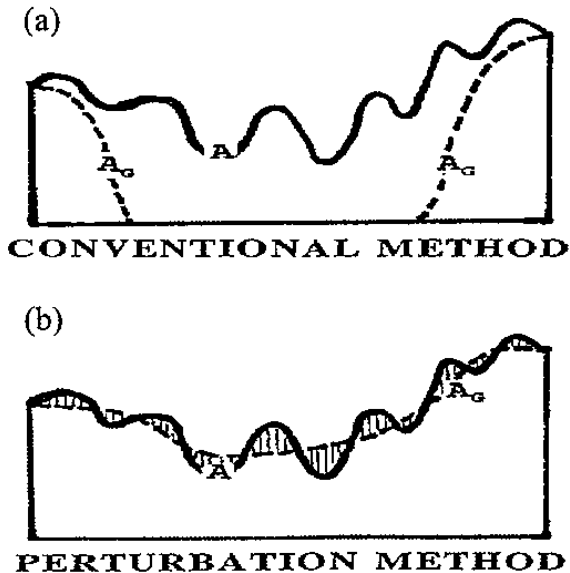 (a)
A
A_G
A_G
CONVENTIONAL METHOD
(b)
A_G
A
PERTURBATION METHOD